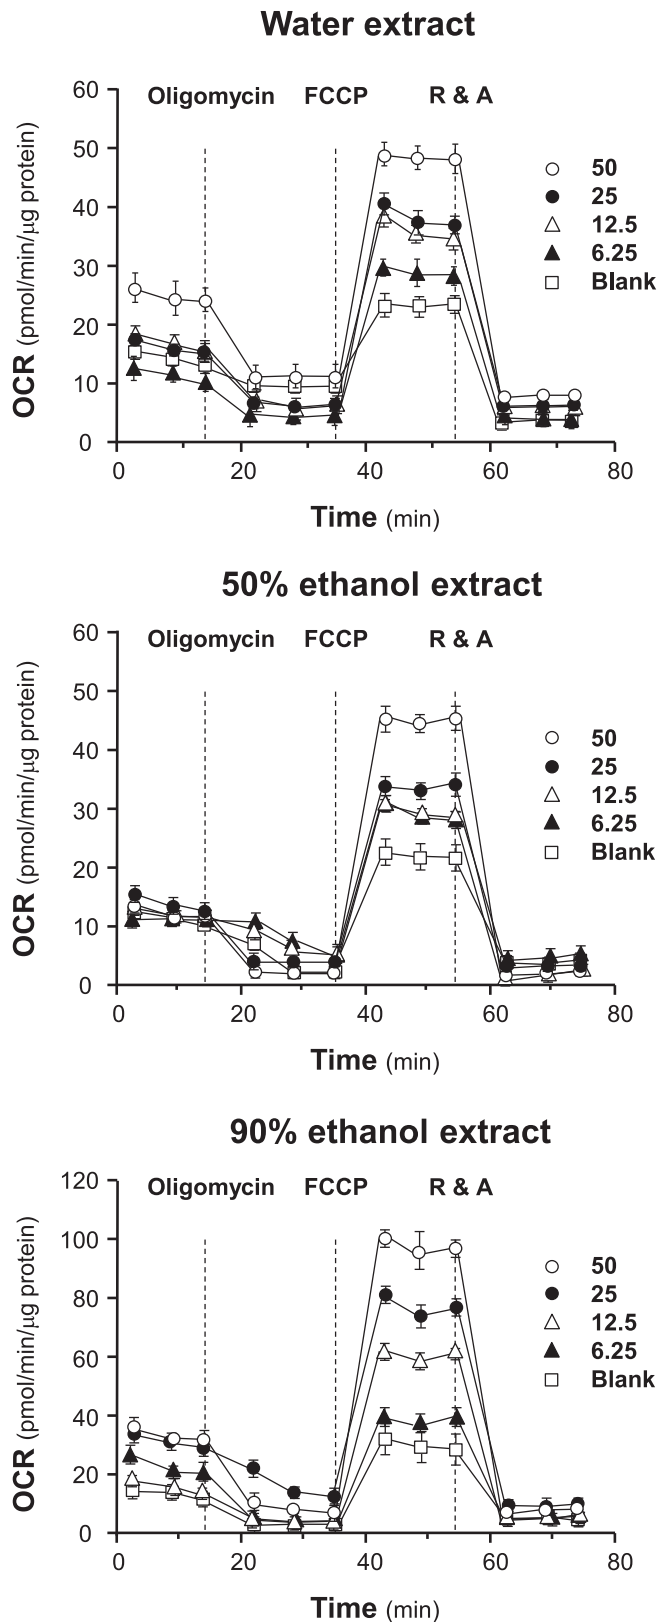 Water extract
60
50
40
30
20
10
0
OCR (pmol/min/µg protein)
Oligomycin FCCP R & A
50
25
12.5
6.25
Blank
0 20 40 60 80
Time (min)
50% ethanol extract
60
50
40
30
20
10
0
OCR (pmol/min/µg protein)
Oligomycin FCCP R & A
50
25
12.5
6.25
Blank
0 20 40 60 80
Time (min)
90% ethanol extract
120
100
80
60
40
20
0
OCR (pmol/min/µg protein)
Oligomycin FCCP R & A
50
25
12.5
6.25
Blank
0 20 40 60 80
Time (min)